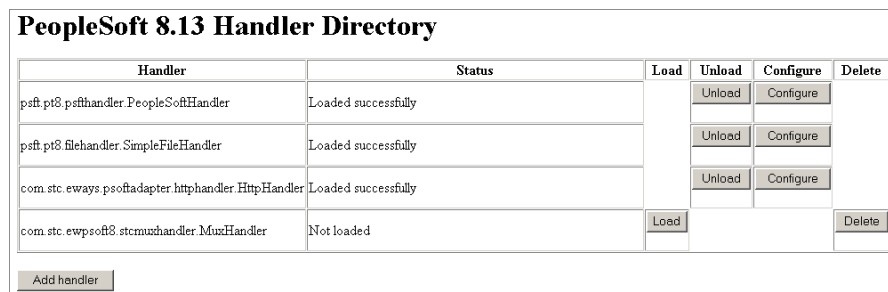 PeopleSoft 8.13 Handler Directory
Handler Status Load Unload Configure Delete
psft.pt8.psfthandler.PeopleSoftHandler Loaded successfully Unload Configure
psft.pt8.filehandler.SimpleFileHandler Loaded successfully Unload Configure
com.stc.eways.psoftadapter.httphandler.HttpHandler Loaded successfully Unload Configure
com.stc.ewpsoft8.stcmuxhandler.MuxHandler Not loaded Load Delete
Add handler